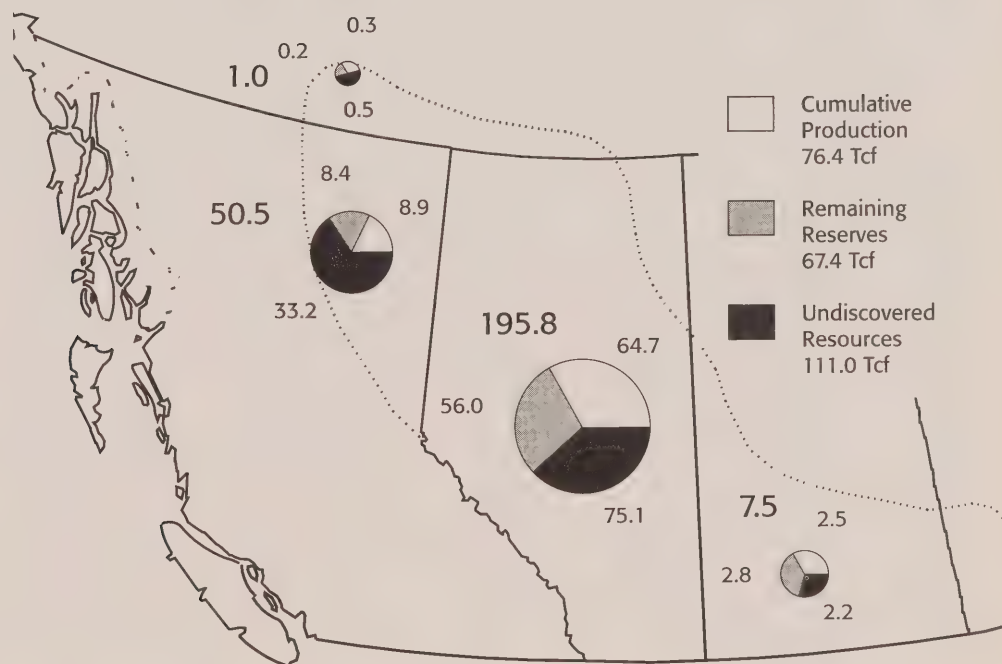 0.3
0.2
1.0
0.5
Cumulative
Production
76.4 Tcf
8.4
50.5
8.9
Remaining
Reserves
67.4 Tcf
33.2
195.8
64.7
Undiscovered
Resources
111.0 Tcf
56.0
75.1
7.5
2.5
2.8
2.2